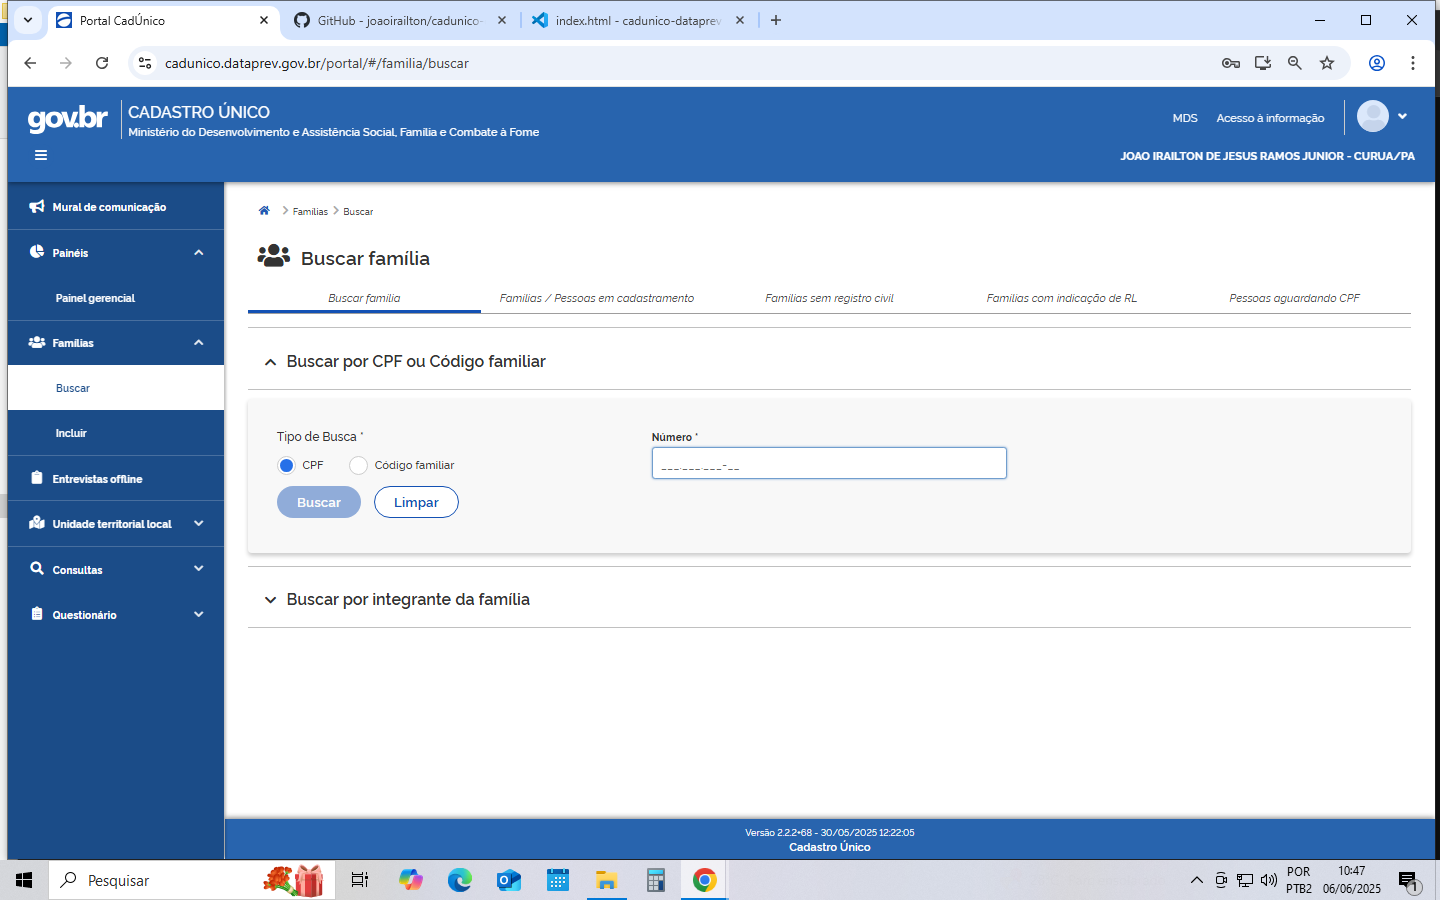 Portal CadÚnico
GitHub - joaoirailton/cadunico-
index.html - cadunico-dataprev
cadunico.dataprev.gov.br/portal/#/familia/buscar
gov.br
CADASTRO ÚNICO
Ministério do Desenvolvimento e Assistência Social, Família e Combate à Fome
MDS
Acesso à informação
JOAO IRAILTON DE JESUS RAMOS JUNIOR - CURUA/PA
Mural de comunicação
Painéis
Painel gerencial
Famílias
Buscar
Incluir
Entrevistas offline
Unidade territorial local
Consultas
Questionário
Famílias
Buscar
Buscar família
Buscar família
Famílias / Pessoas em cadastramento
Famílias sem registro civil
Famílias com indicação de RL
Pessoas aguardando CPF
Buscar por CPF ou Código familiar
Tipo de Busca *
CPF
Código familiar
Número *
___.___.___-__
Buscar
Limpar
Buscar por integrante da família
Versão 2.2.2+68 - 30/05/2025 12:22:05
Cadastro Único
Pesquisar
POR
PTB2
10:47
06/06/2025
1